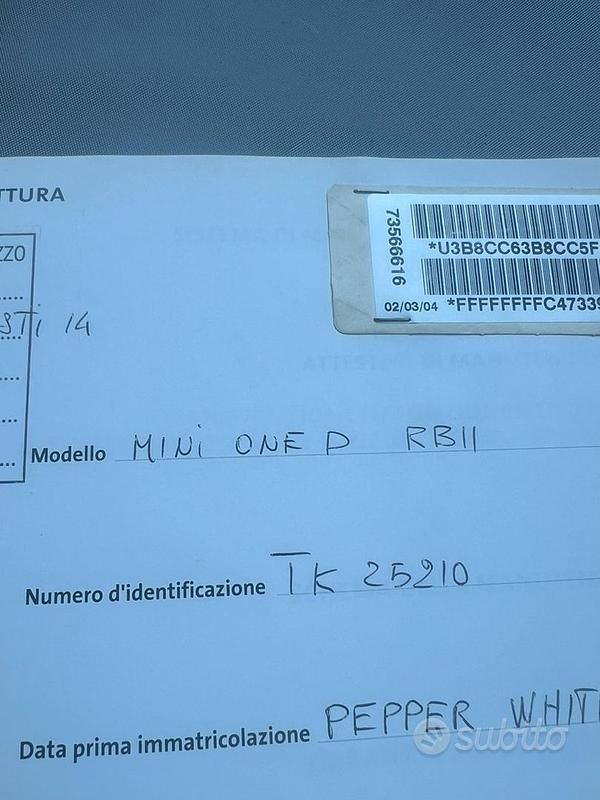 TTURA
ZZO
73566616
*U3B8CC63B8CC5F
02/03/04 *FFFFFFFFC47339
STi 14
Modello MINI ONE D RB11
Numero d'identificazione TK 25210
Data prima immatricolazione PEPPER WHIT
subito